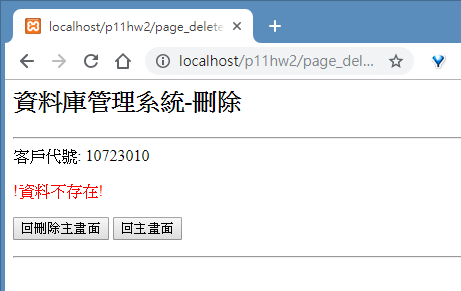 localhost/p11hw2/page_delete
localhost/p11hw2/page_del...
資料庫管理系統-刪除
客戶代號: 10723010
!資料不存在!
回刪除主畫面 回主畫面